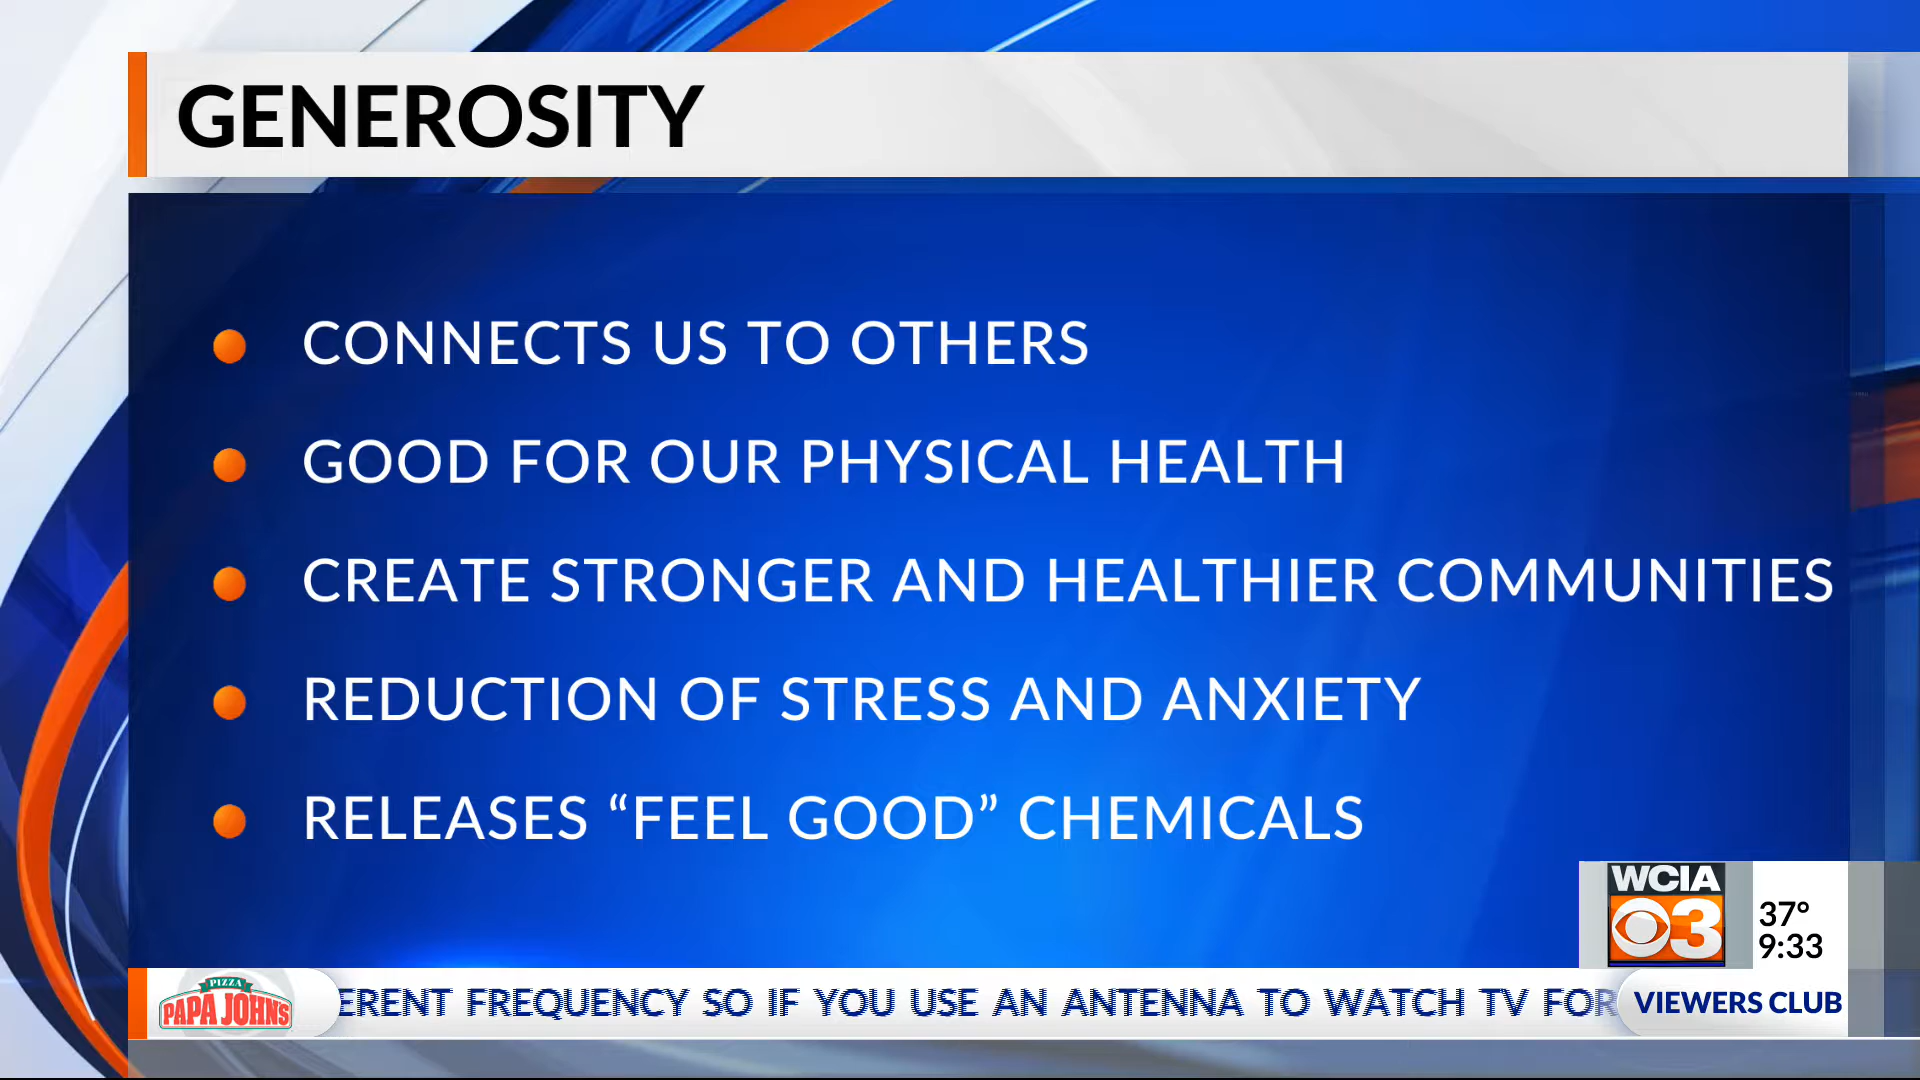 GENEROSITY
CONNECTS US TO OTHERS
GOOD FOR OUR PHYSICAL HEALTH
CREATE STRONGER AND HEALTHIER COMMUNITIES
REDUCTION OF STRESS AND ANXIETY
RELEASES “FEEL GOOD” CHEMICALS
WCIA
3
37°
9:33
PIZZA
PAPA JOHNS
ERENT FREQUENCY SO IF YOU USE AN ANTENNA TO WATCH TV FOR
VIEWERS CLUB